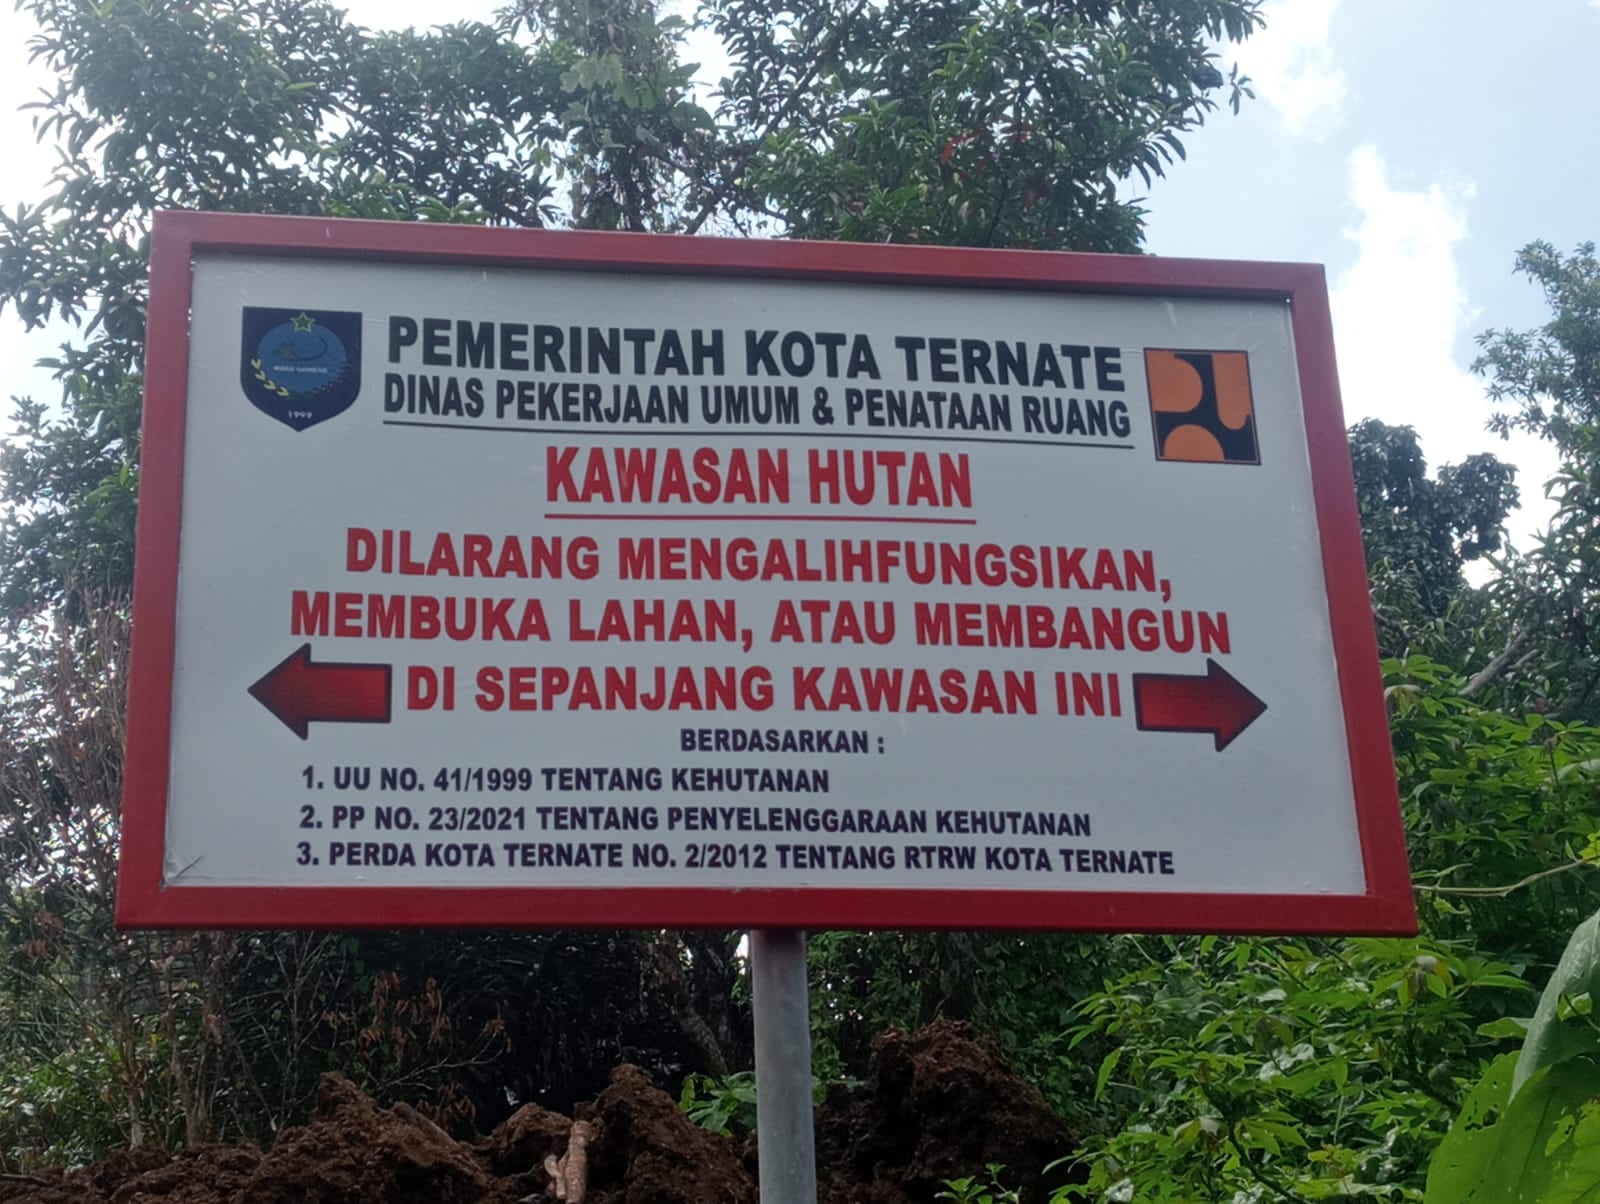 PEMERINTAH KOTA TERNATE
DINAS PEKERJAAN UMUM & PENATAAN RUANG
1999
KAWASAN HUTAN
DILARANG MENGALIHFUNGSIKAN,
MEMBUKA LAHAN, ATAU MEMBANGUN
DI SEPANJANG KAWASAN INI
BERDASARKAN :
1. UU NO. 41/1999 TENTANG KEHUTANAN
2. PP NO. 23/2021 TENTANG PENYELENGGARAAN KEHUTANAN
3. PERDA KOTA TERNATE NO. 2/2012 TENTANG RTRW KOTA TERNATE